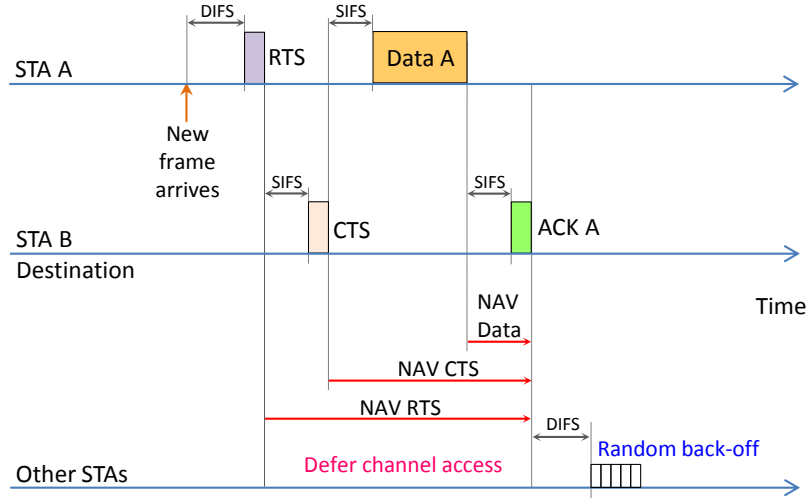 DIFS
SIFS
RTS
Data A
STA A
New
frame
arrives
SIFS
SIFS
CTS
ACK A
STA B
Destination
NAV
Data
Time
NAV CTS
NAV RTS
DIFS
Random back-off
Defer channel access
Other STAs